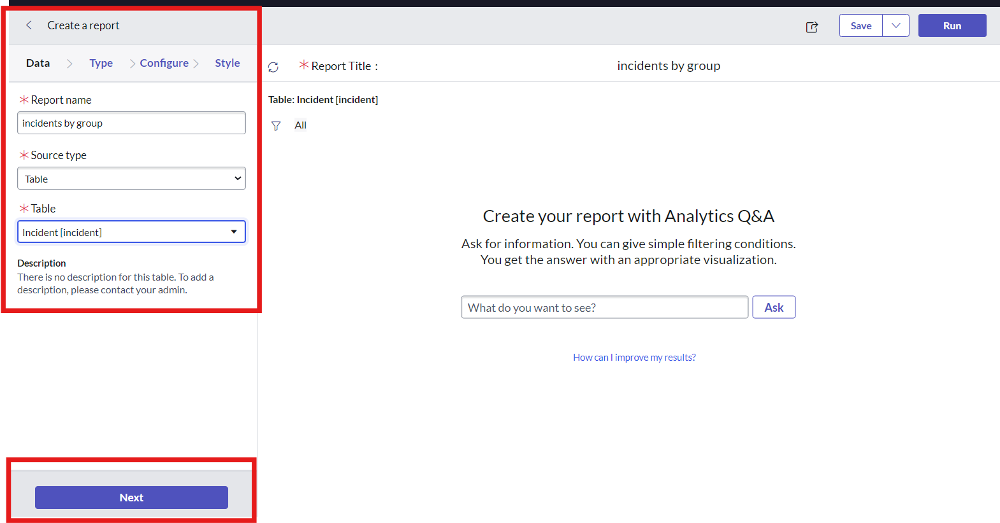 Create a report
Save
Run
Data Type Configure Style
* Report name
incidents by group
* Source type
Table
* Table
Incident [incident]
Description
There is no description for this table. To add a
description, please contact your admin.
Next
* Report Title :
incidents by group
Table: Incident [incident]
All
Create your report with Analytics Q&A
Ask for information. You can give simple filtering conditions.
You get the answer with an appropriate visualization.
What do you want to see?
Ask
How can I improve my results?